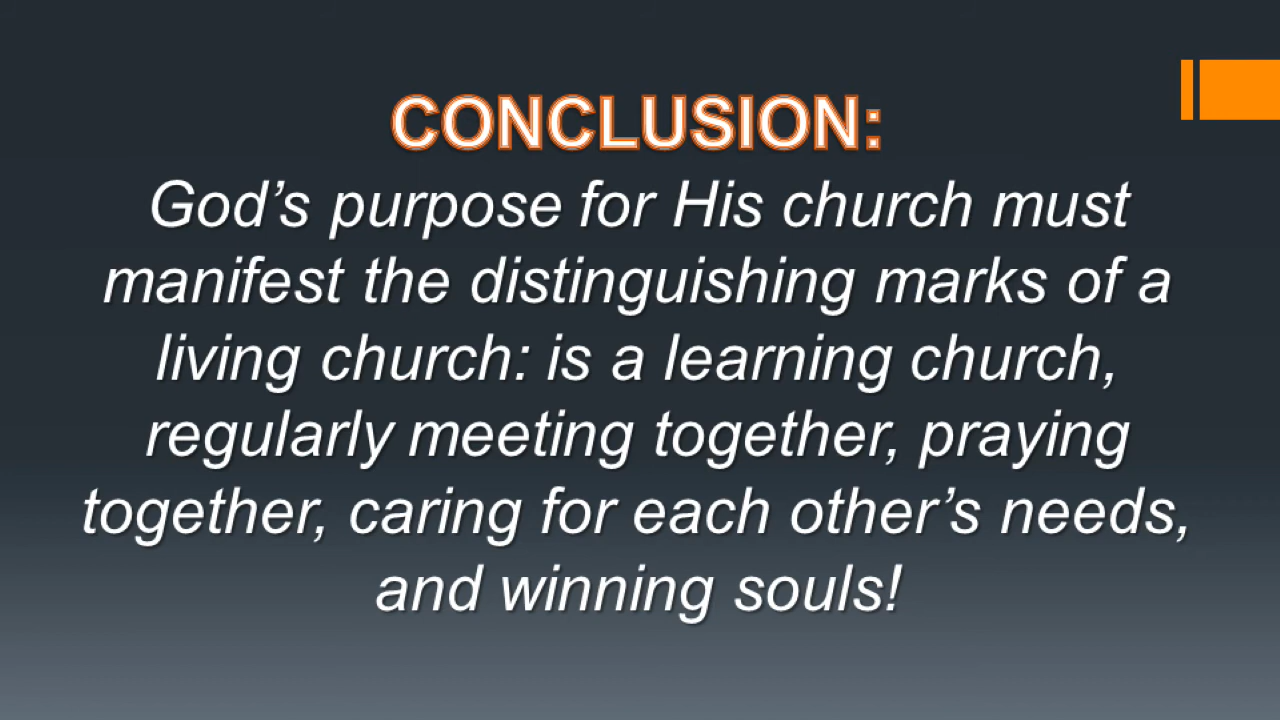 CONCLUSION:
God’s purpose for His church must
manifest the distinguishing marks of a
living church: is a learning church,
regularly meeting together, praying
together, caring for each other’s needs,
and winning souls!